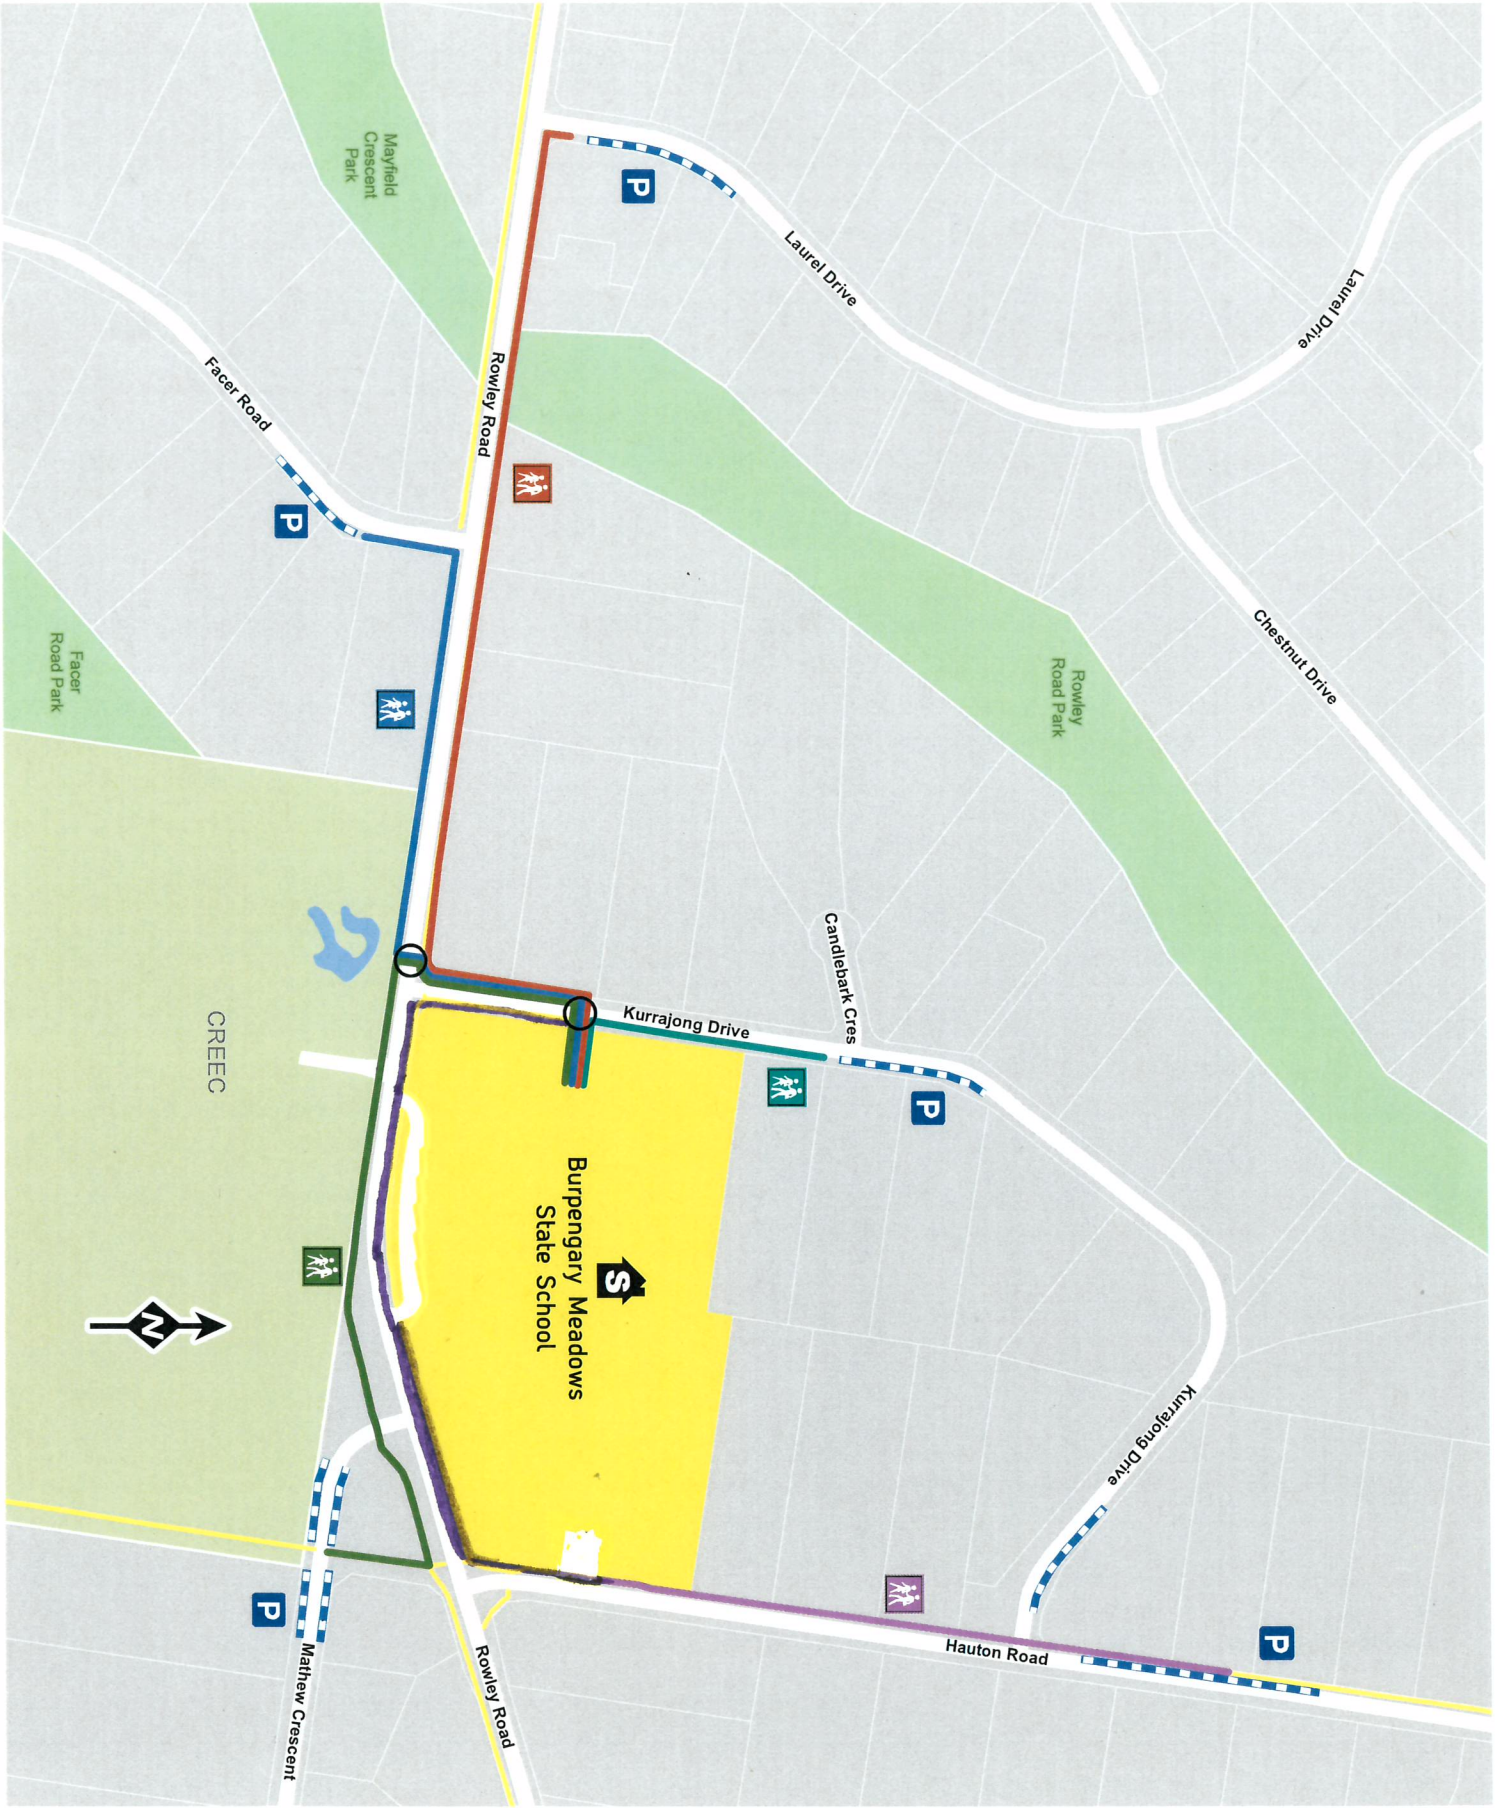 Laurel Drive
Chestnut Drive
Kurrajong Drive
P
Hauton Road
Rowley
Road Park
P
Laurel Drive
Candlebark Cres
Kurrajong Drive
P
P
S
Burpengary Meadows
State School
Rowley Road
Rowley Road
Mayfield
Crescent
Park
P
Facer Road
Mathew Crescent
P
CREEC
N
Facer
Road Park